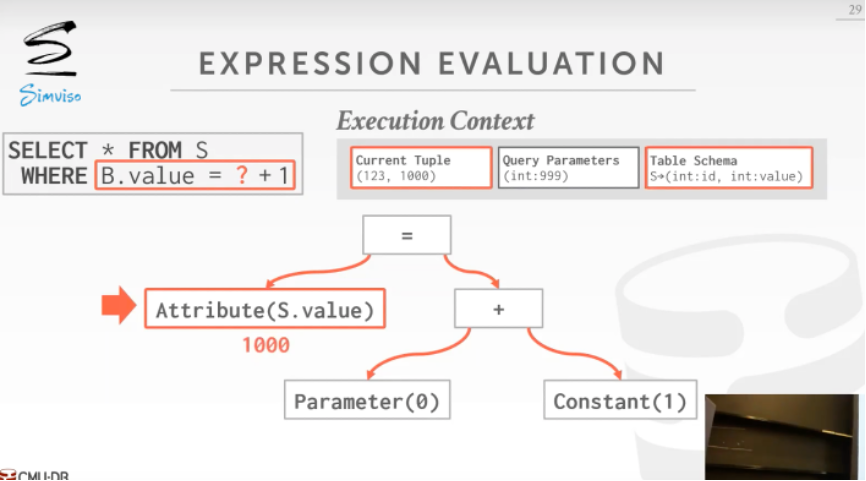 29
Simviso
EXPRESSION EVALUATION
Execution Context
SELECT * FROM S
WHERE B.value = ? + 1
Current Tuple
(123, 1000)
Query Parameters
(int:999)
Table Schema
S→(int:id, int:value)
=
Attribute(S.value)
+
1000
Parameter(0)
Constant(1)
CMU·DB